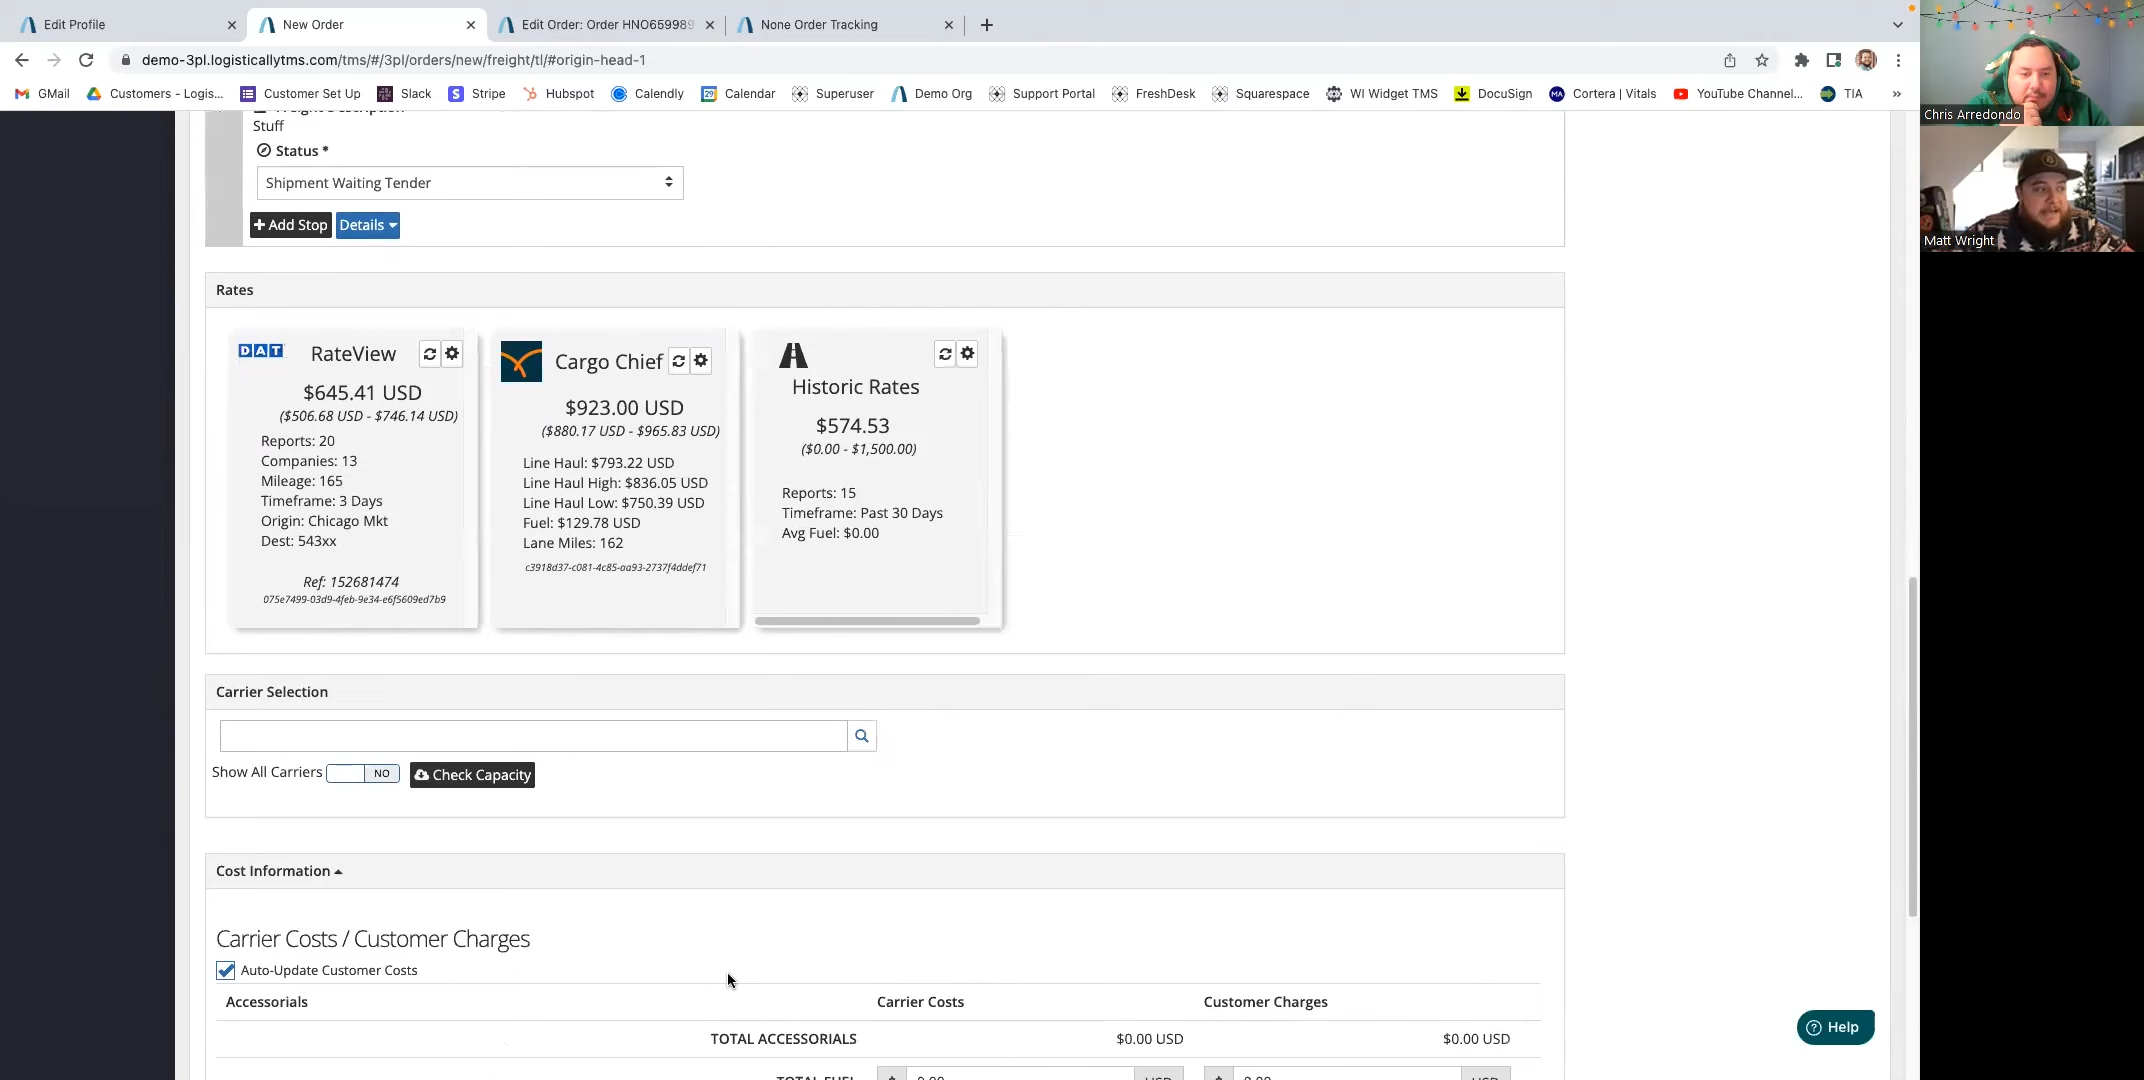 Edit Profile
New Order
Edit Order: Order HNO659989
None Order Tracking
demo-3pl.logisticallytms.com/tms/#/3pl/orders/new/freight/tl/#origin-head-1
GMail
Customers - Logis...
Customer Set Up
Slack
Stripe
Hubspot
Calendly
Calendar
Superuser
Demo Org
Support Portal
FreshDesk
Squarespace
WI Widget TMS
DocuSign
Cortera | Vitals
YouTube Channel...
TIA
»
Chris Arredondo
Matt Wright
Stuff
Status *
Shipment Waiting Tender
+ Add Stop
Details
Rates
DAT
RateView
$645.41 USD
($506.68 USD - $746.14 USD)
Reports: 20
Companies: 13
Mileage: 165
Timeframe: 3 Days
Origin: Chicago Mkt
Dest: 543xx
Ref: 152681474
075e7499-03d9-4feb-9e34-e6f5609ed7b9
Cargo Chief
$923.00 USD
($880.17 USD - $965.83 USD)
Line Haul: $793.22 USD
Line Haul High: $836.05 USD
Line Haul Low: $750.39 USD
Fuel: $129.78 USD
Lane Miles: 162
c3918d37-c081-4c85-aa93-2737f4ddef71
Historic Rates
$574.53
($0.00 - $1,500.00)
Reports: 15
Timeframe: Past 30 Days
Avg Fuel: $0.00
Carrier Selection
Show All Carriers
NO
Check Capacity
Cost Information
Carrier Costs / Customer Charges
Auto-Update Customer Costs
Accessorials
Carrier Costs
Customer Charges
TOTAL ACCESSORIALS
$0.00 USD
$0.00 USD
Help
TOTAL FUEL
$ 0.00 USD
$ 0.00 USD